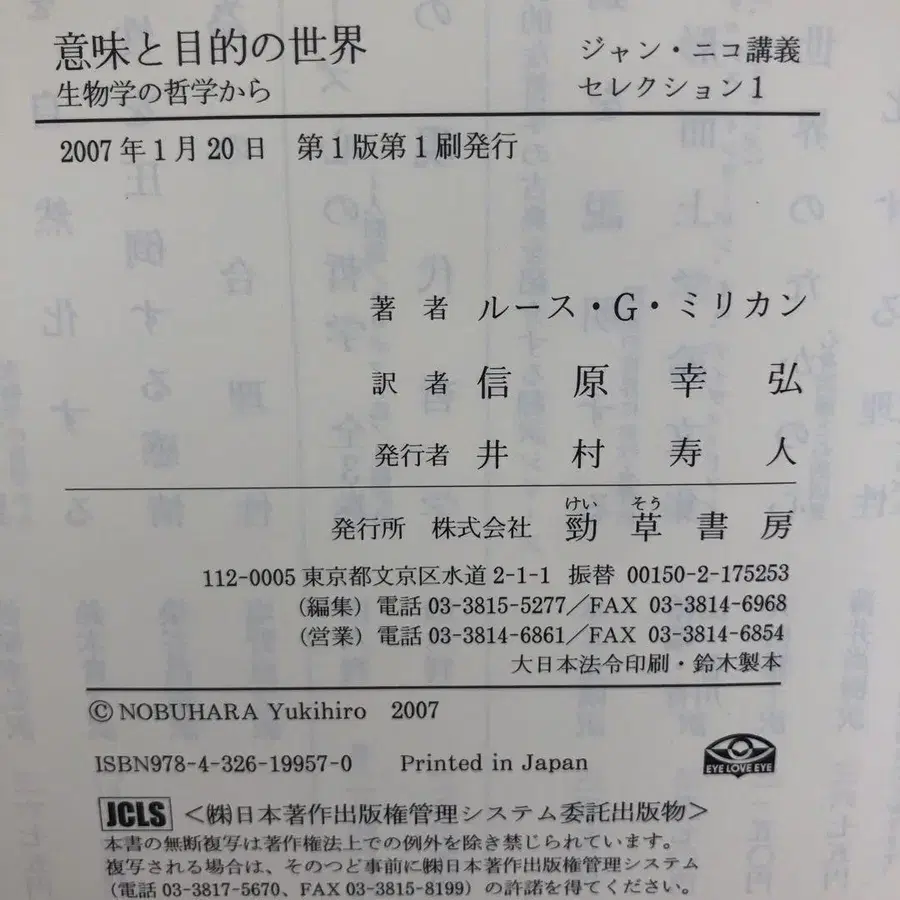 意味と目的の世界
生物学の哲学から
ジャン・ニコ講義
セレクション1
2007年1月20日 第1版第1刷発行
著者 ルース・G・ミリカン
訳者 信原幸弘
発行者 井村寿人
けい そう
発行所 株式会社 勁草書房
112-0005 東京都文京区水道2-1-1 振替 00150-2-175253
(編集)電話 03-3815-5277/FAX 03-3814-6968
(営業)電話 03-3814-6861/FAX 03-3814-6854
大日本法令印刷・鈴木製本
© NOBUHARA Yukihiro 2007
ISBN978-4-326-19957-0 Printed in Japan
EYE LOVE EYE
JCLS <㈱日本著作出版権管理システム委託出版物>
本書の無断複写は著作権法上での例外を除き禁じられています。
複写される場合は、そのつど事前に㈱日本著作出版権管理システム
(電話 03-3817-5670、FAX 03-3815-8199)の許諾を得てください。